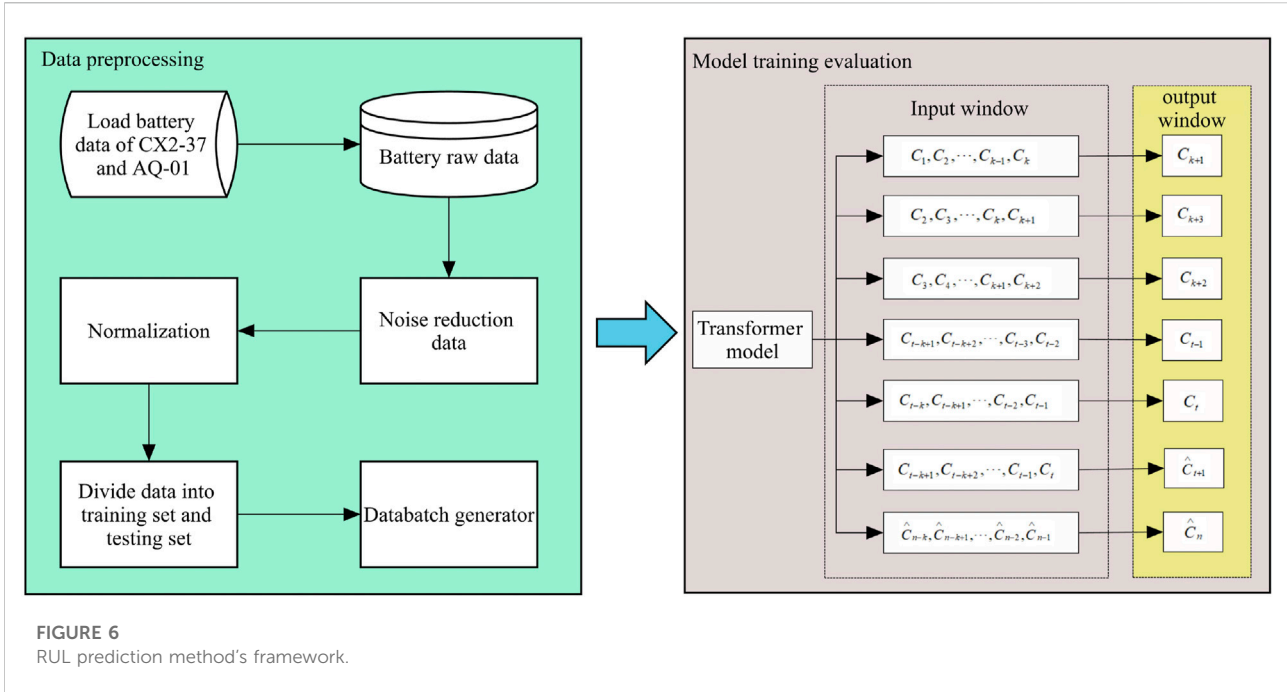 Data preprocessing
Load battery
data of CX2-37
and AQ-01
Battery raw data
Normalization
Noise reduction
data
Divide data into
training set and
testing set
Databatch generator
Model training evaluation
Transformer
model
Input window
output
window
C₁, C₂, ⋯, Cₖ₋₁, Cₖ
Cₖ₊₁
C₂, C₃, ⋯, Cₖ, Cₖ₊₁
Cₖ₊₃
C₃, C₄, ⋯, Cₖ₊₁, Cₖ₊₂
Cₖ₊₂
Cₜ₋ₖ₊₁, Cₜ₋ₖ₊₂, ⋯, Cₜ₋₃, Cₜ₋₂
Cₜ₋₁
Cₜ₋ₖ, Cₜ₋ₖ₊₁, ⋯, Cₜ₋₂, Cₜ₋₁
Cₜ
Cₜ₋ₖ₊₁, Cₜ₋ₖ₊₂, ⋯, Cₜ₋₁, Cₜ
Ĉₜ₊₁
Ĉₙ₋ₖ, Ĉₙ₋ₖ₊₁, ⋯, Ĉₙ₋₂, Ĉₙ₋₁
Ĉₙ
FIGURE 6
RUL prediction method's framework.